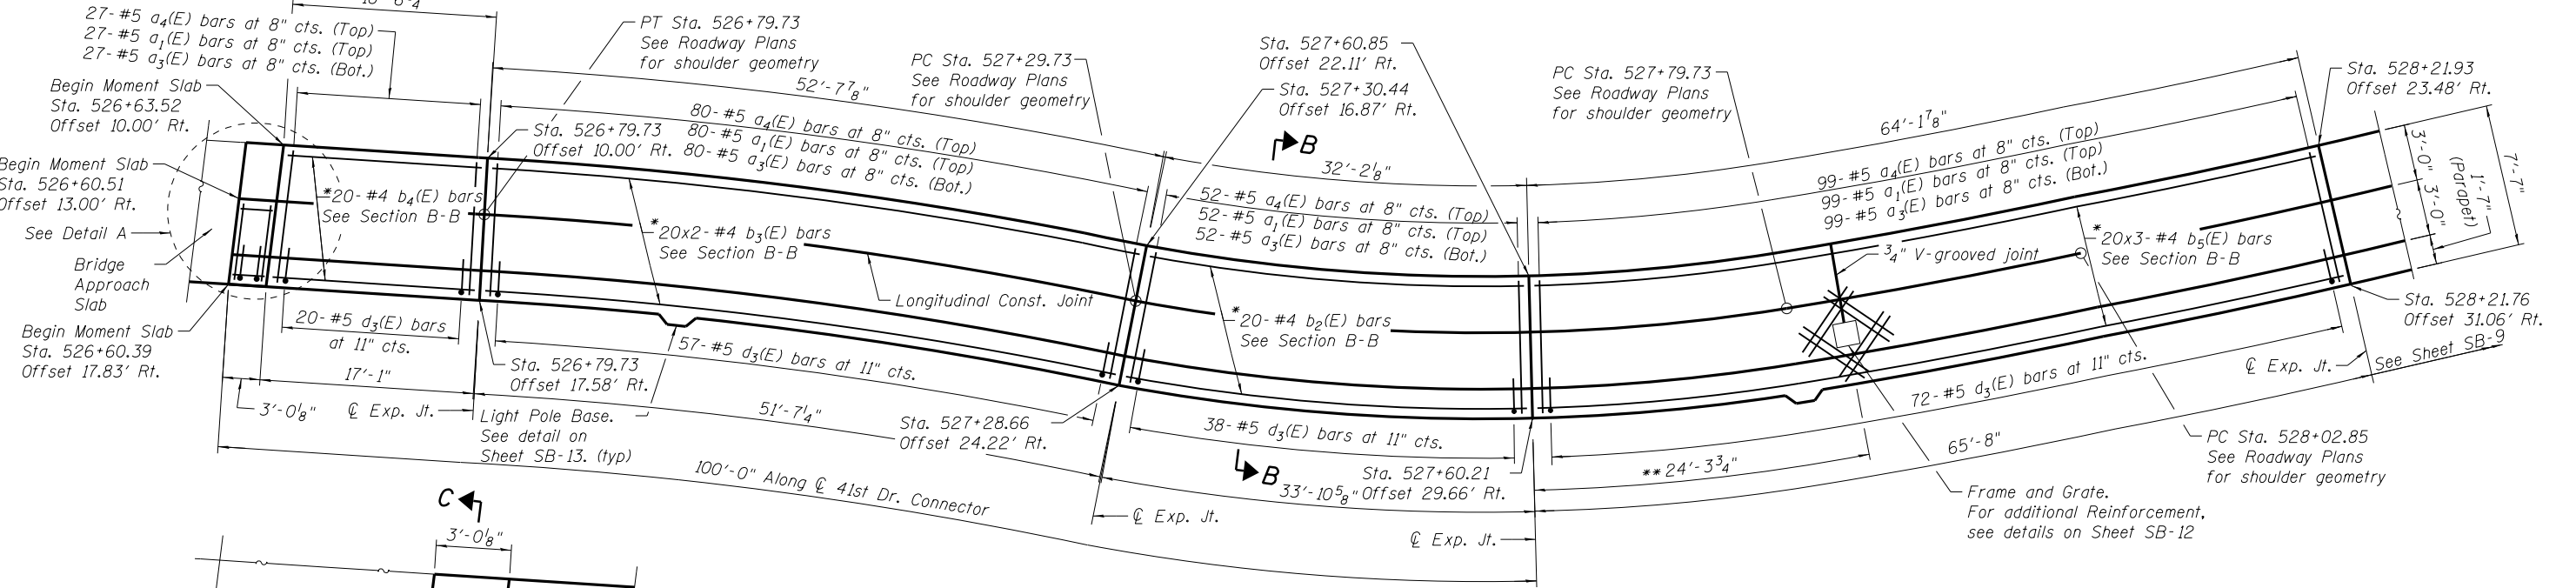 27-#5 a4(E) bars at 8" cts. (Top)
27-#5 a1(E) bars at 8" cts. (Top)
27-#5 a3(E) bars at 8" cts. (Bot.)
Begin Moment Slab
Sta. 526+63.52
Offset 10.00' Rt.
Begin Moment Slab
Sta. 526+60.51
Offset 13.00' Rt.
See Detail A
Bridge
Approach
Slab
Begin Moment Slab
Sta. 526+60.39
Offset 17.83' Rt.
*20-#4 b4(E) bars
See Section B-B
20-#5 d3(E) bars
at 11" cts.
17'-1"
3'-0⅛"
℄ Exp. Jt.
PT Sta. 526+79.73
See Roadway Plans
for shoulder geometry
52'-7⅞"
Sta. 526+79.73
Offset 10.00' Rt.
80-#5 a4(E) bars at 8" cts. (Top)
80-#5 a1(E) bars at 8" cts. (Top)
80-#5 a3(E) bars at 8" cts. (Bot.)
*20x2-#4 b3(E) bars
See Section B-B
Longitudinal Const. Joint
57-#5 d3(E) bars at 11" cts.
Sta. 526+79.73
Offset 17.58' Rt.
Light Pole Base.
See detail on
Sheet SB-13. (typ)
51'-7¼"
100'-0" Along ℄ 41st Dr. Connector
PC Sta. 527+29.73
See Roadway Plans
for shoulder geometry
Sta. 527+28.66
Offset 24.22' Rt.
℄ Exp. Jt.
Sta. 527+60.85
Offset 22.11' Rt.
Sta. 527+30.44
Offset 16.87' Rt.
B
32'-2⅛"
52-#5 a4(E) bars at 8" cts. (Top)
52-#5 a1(E) bars at 8" cts. (Top)
52-#5 a3(E) bars at 8" cts. (Bot.)
*20-#4 b2(E) bars
See Section B-B
38-#5 d3(E) bars at 11" cts.
B
33'-10⅝"
Sta. 527+60.21
Offset 29.66' Rt.
℄ Exp. Jt.
PC Sta. 527+79.73
See Roadway Plans
for shoulder geometry
64'-1⅞"
99-#5 a4(E) bars at 8" cts. (Top)
99-#5 a1(E) bars at 8" cts. (Top)
99-#5 a3(E) bars at 8" cts. (Bot.)
¾" V-grooved joint
*20x3-#4 b5(E) bars
See Section B-B
72-#5 d3(E) bars at 11" cts.
**24'-3¾"
65'-8"
Frame and Grate.
For additional Reinforcement,
see details on Sheet SB-12
PC Sta. 528+02.85
See Roadway Plans
for shoulder geometry
Sta. 528+21.93
Offset 23.48' Rt.
3'-0"
3'-0"
1'-7"
(Parapet)
7'-7"
Sta. 528+21.76
Offset 31.06' Rt.
℄ Exp. Jt.
See Sheet SB-9
C
3'-0⅛"